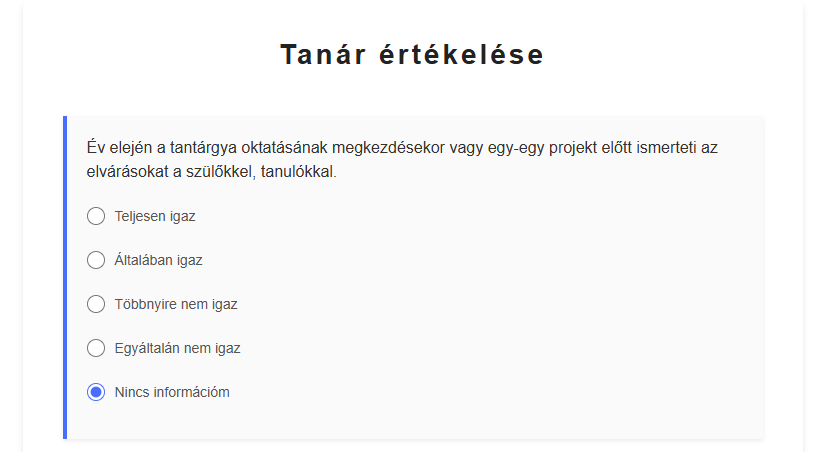 Tanár értékelése
Év elején a tantárgya oktatásának megkezdésekor vagy egy-egy projekt előtt ismerteti az
elvárásokat a szülőkkel, tanulókkal.
Teljesen igaz
Általában igaz
Többnyire nem igaz
Egyáltalán nem igaz
Nincs információm